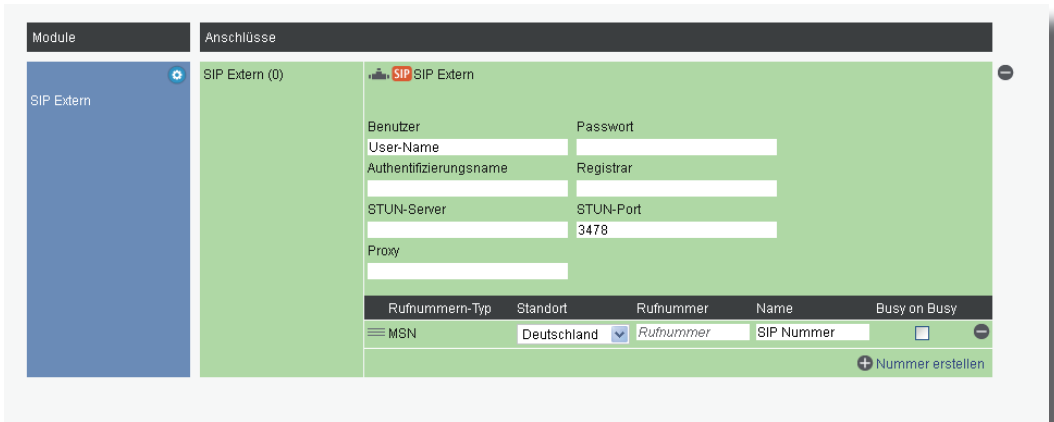 Module Anschlüsse
SIP Extern (0) SIP SIP Extern
SIP Extern
Benutzer Passwort
User-Name
Authentifizierungsname Registrar
STUN-Server STUN-Port
3478
Proxy
Rufnummern-Typ Standort Rufnummer Name Busy on Busy
MSN Deutschland Rufnummer SIP Nummer
Nummer erstellen